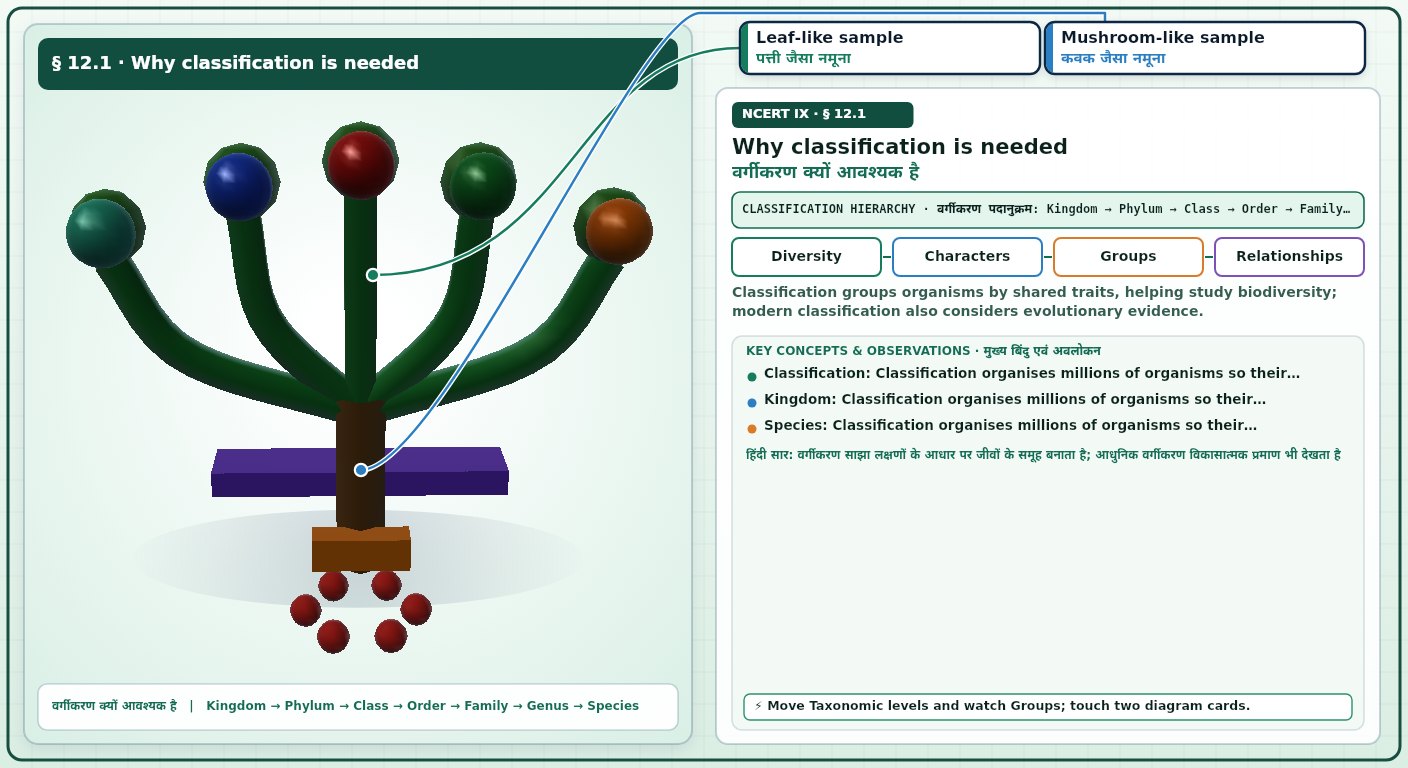 § 12.1 · Why classification is needed
Leaf-like sample
पत्ती जैसा नमूना
Mushroom-like sample
कवक जैसा नमूना
NCERT IX · § 12.1
Why classification is needed
वर्गीकरण क्यों आवश्यक है
CLASSIFICATION HIERARCHY · वर्गीकरण पदानुक्रम: Kingdom → Phylum → Class → Order → Family…
Diversity
Characters
Groups
Relationships
Classification groups organisms by shared traits, helping study biodiversity;
modern classification also considers evolutionary evidence.
KEY CONCEPTS & OBSERVATIONS · मुख्य बिंदु एवं अवलोकन
Classification: Classification organises millions of organisms so their…
Kingdom: Classification organises millions of organisms so their…
Species: Classification organises millions of organisms so their…
हिंदी सार: वर्गीकरण साझा लक्षणों के आधार पर जीवों के समूह बनाता है; आधुनिक वर्गीकरण विकासात्मक प्रमाण भी देखता है
⚡ Move Taxonomic levels and watch Groups; touch two diagram cards.
वर्गीकरण क्यों आवश्यक है | Kingdom → Phylum → Class → Order → Family → Genus → Species